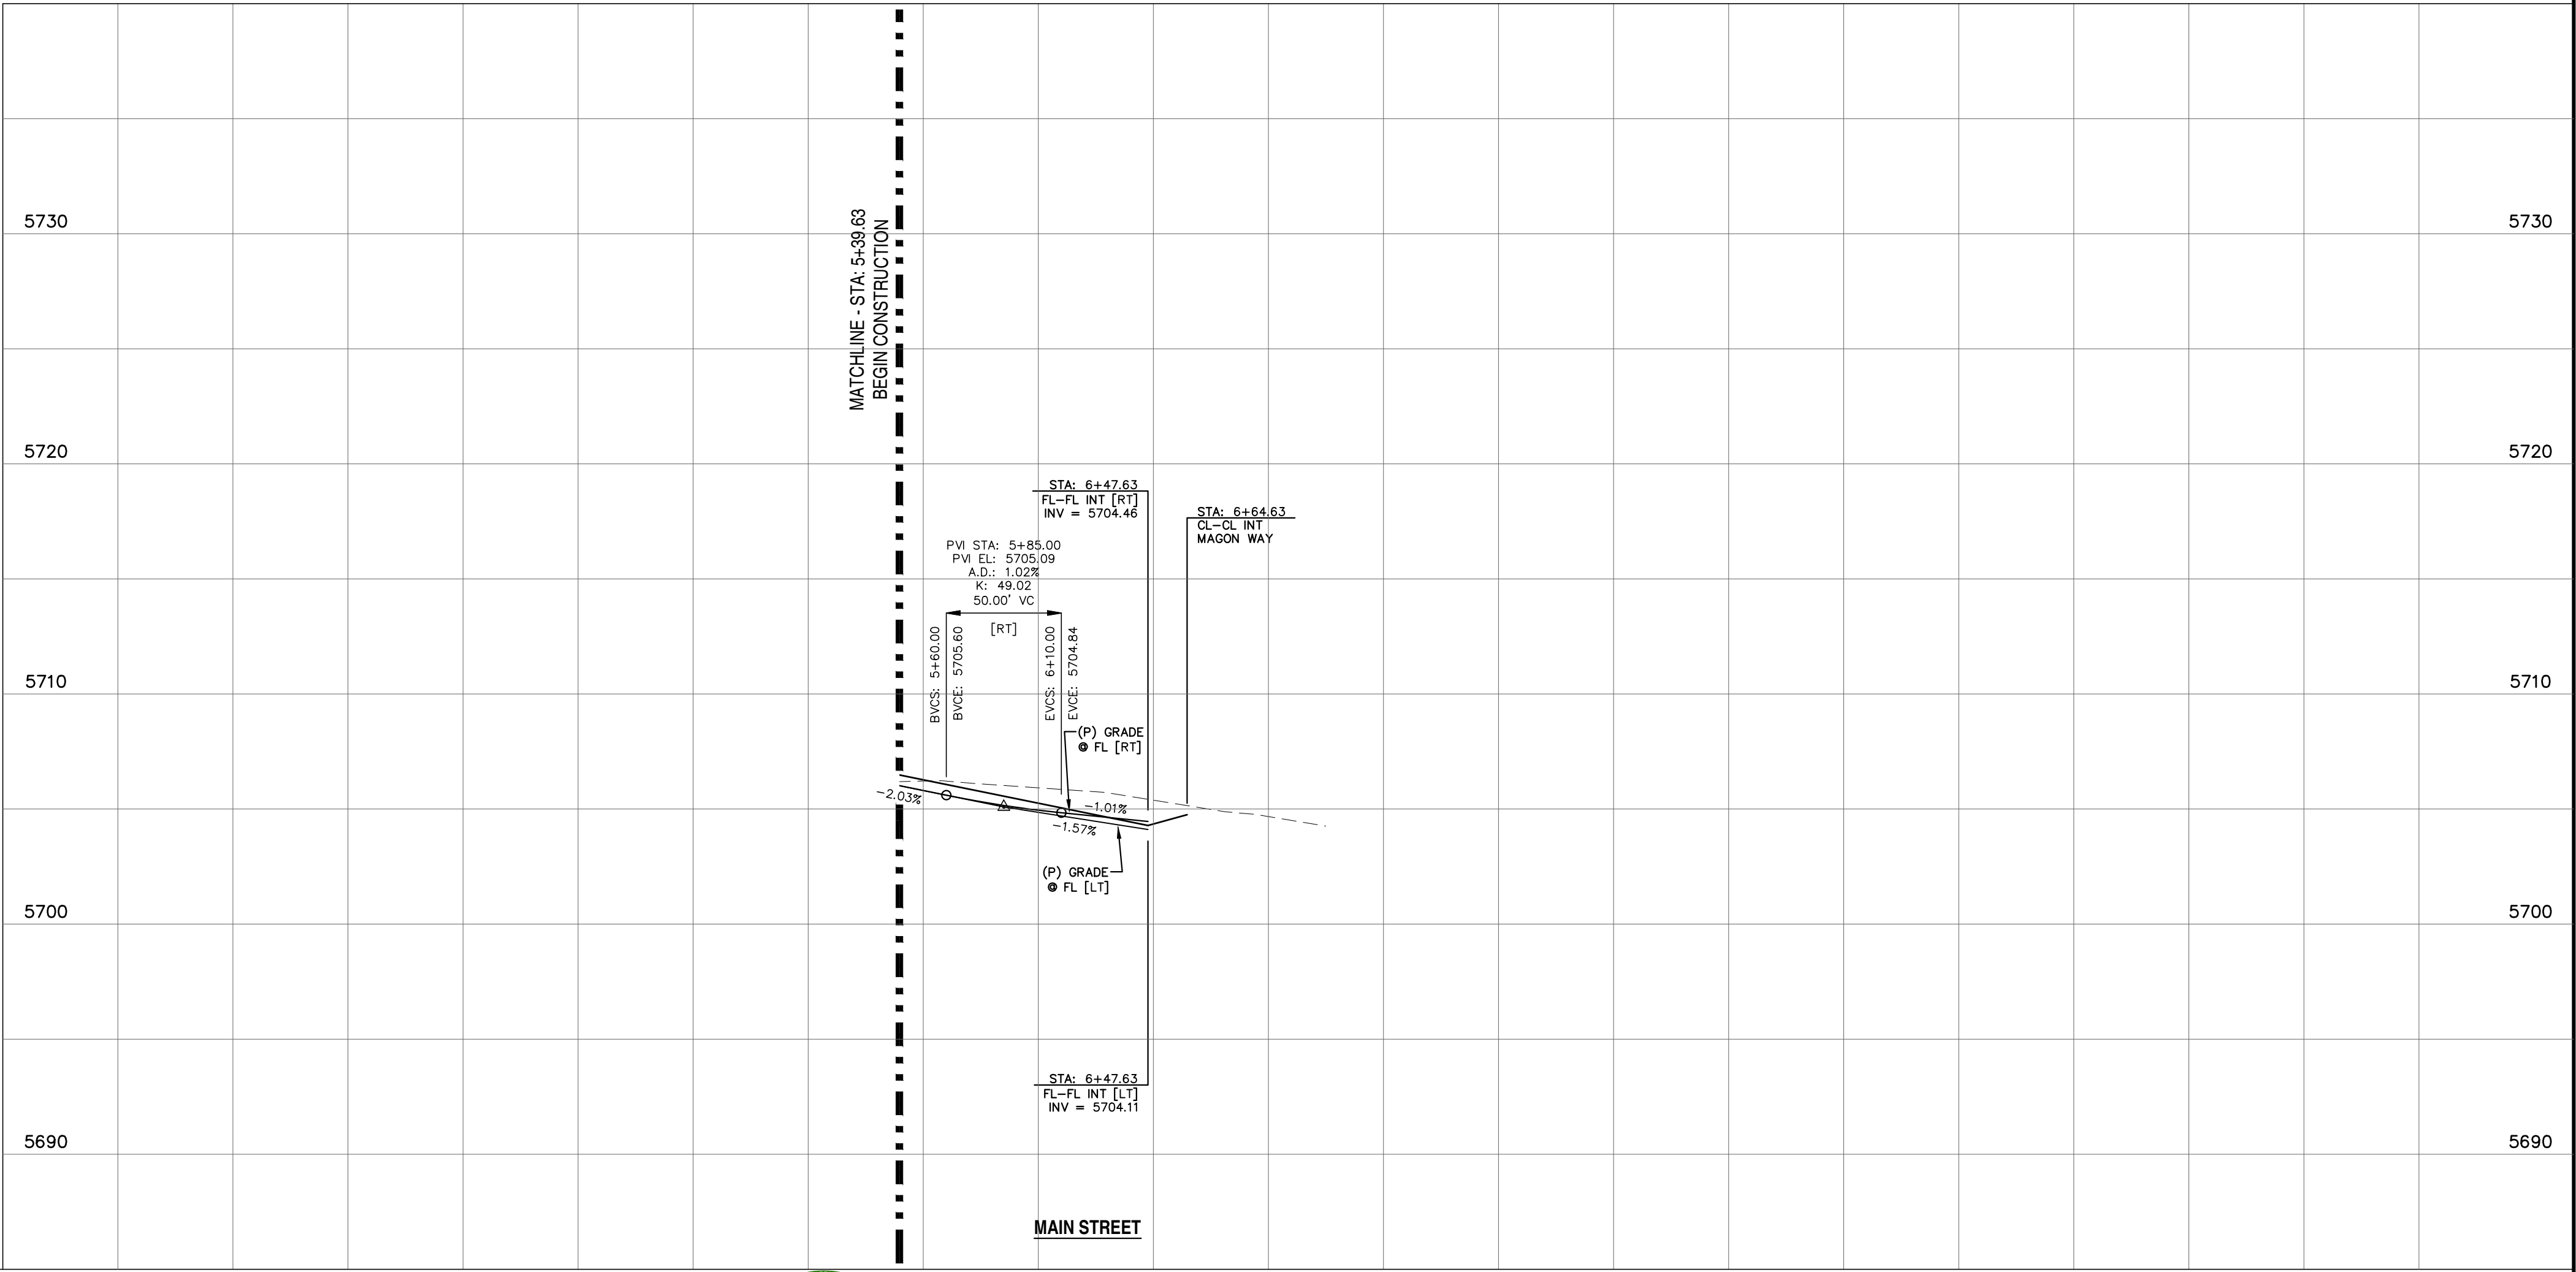 5730
5730
MATCHLINE - STA: 5+39.63
BEGIN CONSTRUCTION
5720
5720
STA: 6+47.63
FL-FL INT [RT]
INV = 5704.46
STA: 6+64.63
CL-CL INT
MAGON WAY
PVI STA: 5+85.00
PVI EL: 5705.09
A.D.: 1.02%
K: 49.02
50.00' VC
[RT]
BVCS: 5+60.00
BVCE: 5705.60
EVCS: 6+10.00
EVCE: 5704.84
5710
5710
(P) GRADE
@ FL [RT]
-2.03%
-1.01%
-1.57%
(P) GRADE
@ FL [LT]
5700
5700
STA: 6+47.63
FL-FL INT [LT]
INV = 5704.11
5690
5690
MAIN STREET